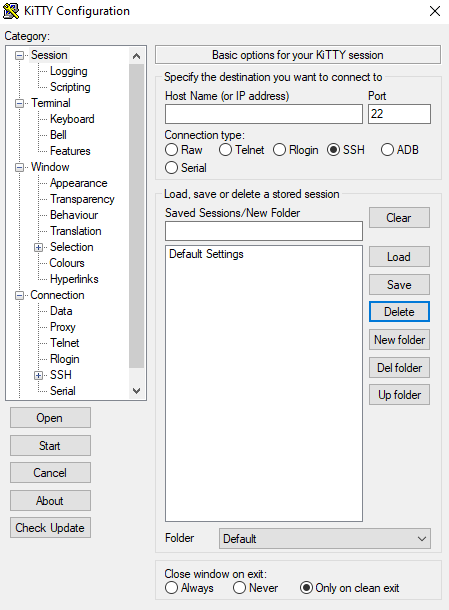 KiTTY Configuration
Category:
Session
Logging
Scripting
Terminal
Keyboard
Bell
Features
Window
Appearance
Transparency
Behaviour
Translation
Selection
Colours
Hyperlinks
Connection
Data
Proxy
Telnet
Rlogin
SSH
Serial
Open
Start
Cancel
About
Check Update
Basic options for your KiTTY session
Specify the destination you want to connect to
Host Name (or IP address) Port
22
Connection type:
Raw Telnet Rlogin SSH ADB
Serial
Load, save or delete a stored session
Saved Sessions/New Folder
Clear
Default Settings
Load
Save
Delete
New folder
Del folder
Up folder
Folder Default
Close window on exit:
Always Never Only on clean exit